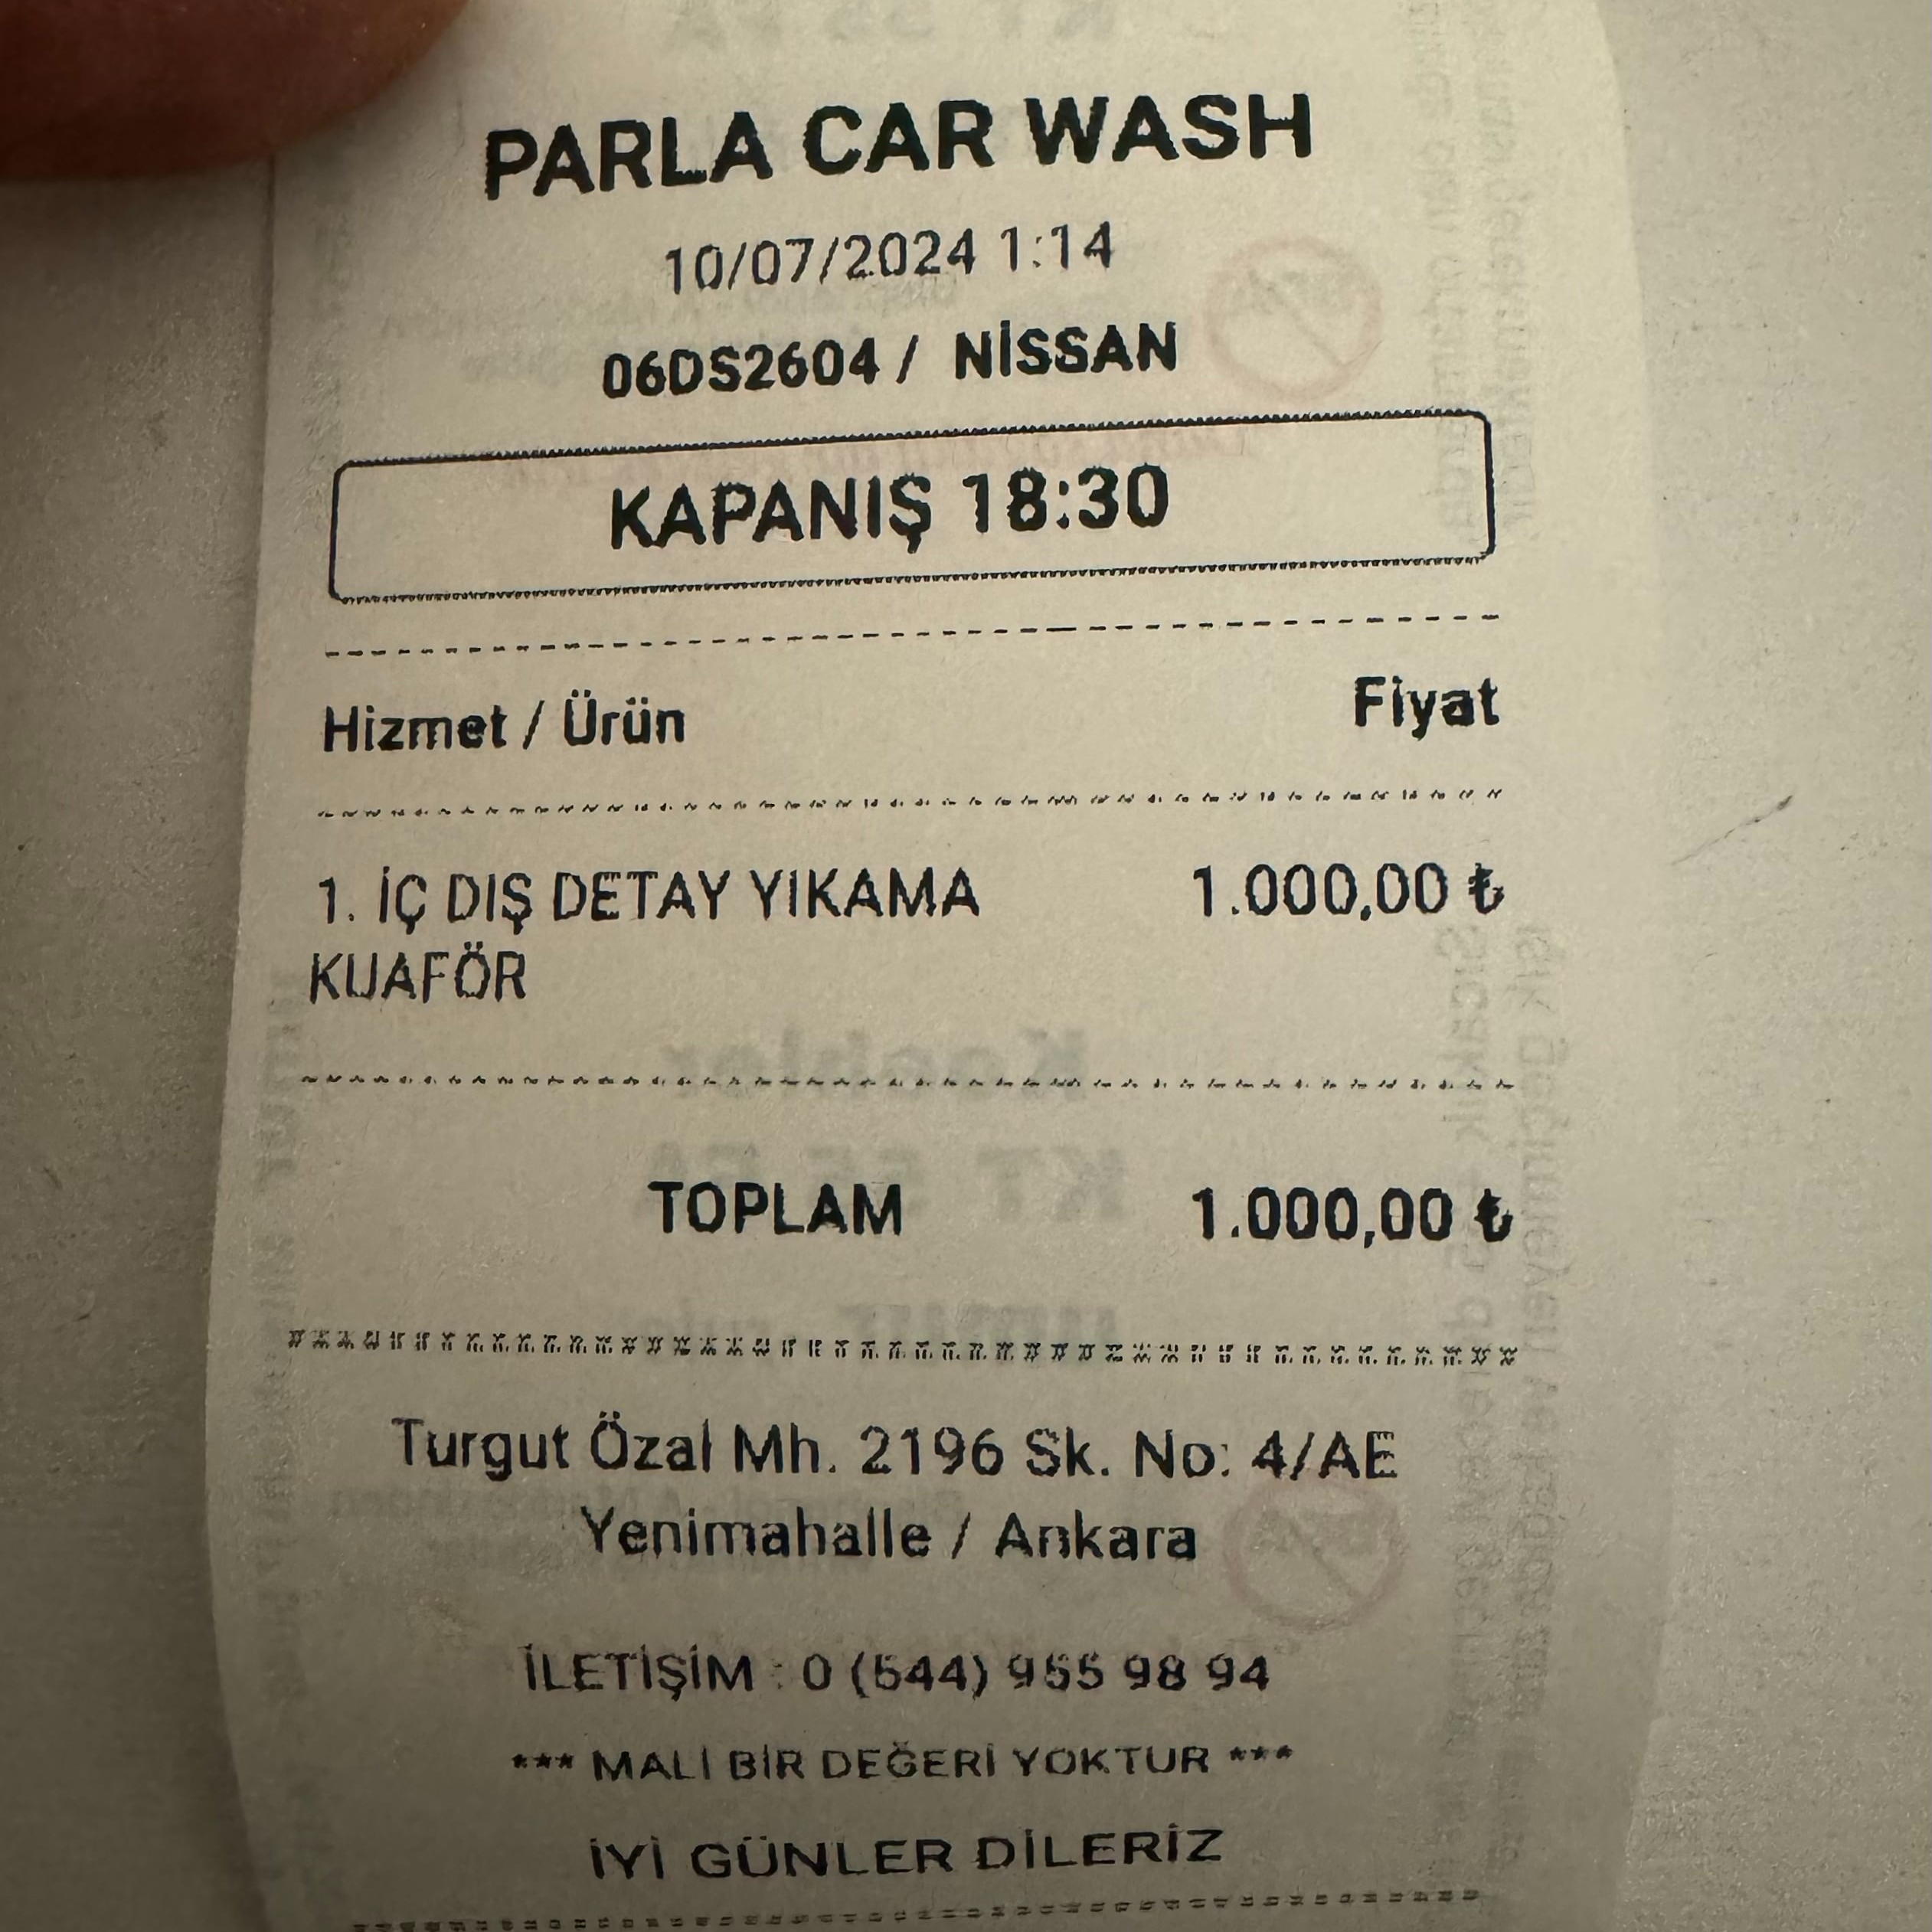 PARLA CAR WASH
10/07/2024 1:14
06DS2604 / NİSSAN
KAPANIŞ 18:30
Hizmet / Ürün Fiyat
1. İÇ DIŞ DETAY YIKAMA 1.000,00 ₺
KUAFÖR
TOPLAM 1.000,00 ₺
Turgut Özal Mh. 2196 Sk. No: 4/AE
Yenimahalle / Ankara
İLETİŞİM : 0 (544) 955 98 94
*** MALİ BİR DEĞERİ YOKTUR ***
İYİ GÜNLER DİLERİZ